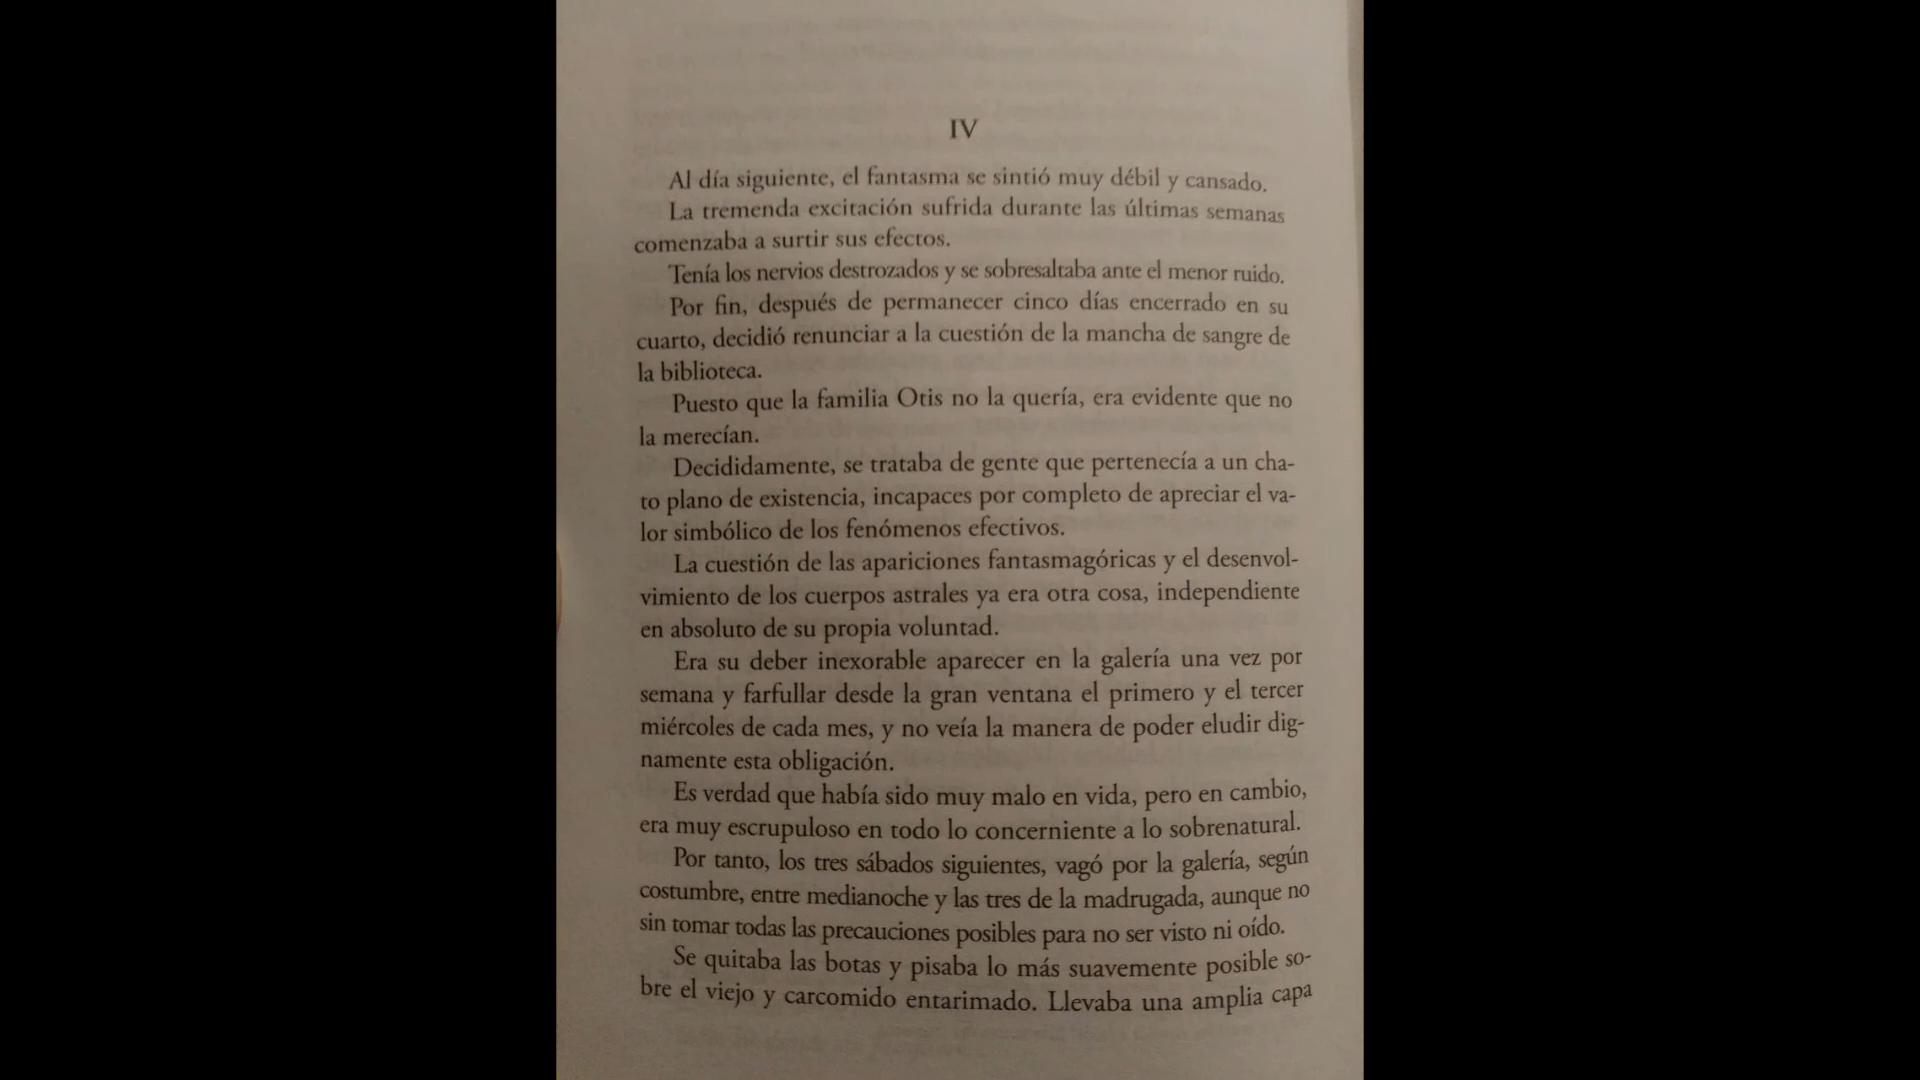 IV
Al día siguiente, el fantasma se sintió muy débil y cansado.
La tremenda excitación sufrida durante las últimas semanas
comenzaba a surtir sus efectos.
Tenía los nervios destrozados y se sobresaltaba ante el menor ruido.
Por fin, después de permanecer cinco días encerrado en su
cuarto, decidió renunciar a la cuestión de la mancha de sangre de
la biblioteca.
Puesto que la familia Otis no la quería, era evidente que no
la merecían.
Decididamente, se trataba de gente que pertenecía a un cha-
to plano de existencia, incapaces por completo de apreciar el va-
lor simbólico de los fenómenos efectivos.
La cuestión de las apariciones fantasmagóricas y el desenvol-
vimiento de los cuerpos astrales ya era otra cosa, independiente
en absoluto de su propia voluntad.
Era su deber inexorable aparecer en la galería una vez por
semana y farfullar desde la gran ventana el primero y el tercer
miércoles de cada mes, y no veía la manera de poder eludir dig-
namente esta obligación.
Es verdad que había sido muy malo en vida, pero en cambio,
era muy escrupuloso en todo lo concerniente a lo sobrenatural.
Por tanto, los tres sábados siguientes, vagó por la galería, según
costumbre, entre medianoche y las tres de la madrugada, aunque no
sin tomar todas las precauciones posibles para no ser visto ni oído.
Se quitaba las botas y pisaba lo más suavemente posible so-
bre el viejo y carcomido entarimado. Llevaba una amplia capa